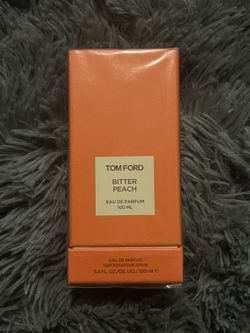 TOM FORD
BITTER
PEACH
EAU DE PARFUM
100 ML
EAU DE PARFUM
VAPORISATEUR SPRAY
3.4 FL.OZ./OZ. LIQ./100 ml ℮